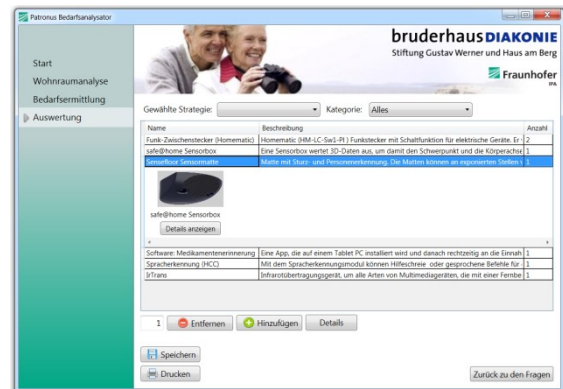 Patronus Bedarfsanalysator
bruderhausDIAKONIE
Stiftung Gustav Werner und Haus am Berg
Fraunhofer
IPA
Start
Wohnraumanalyse
Bedarfsermittlung
Auswertung
Gewählte Strategie: Kategorie: Alles
Name Beschreibung Anzahl
Funk-Zwischenstecker (Homematic) Homematic (HM-LC-Sw1-PI ) Funkstecker mit Schaltfunktion für elektrische Geräte. Er 2
safe@home Sensorbox Eine Sensorbox wertet 3D-Daten aus, um damit den Schwerpunkt und die Körperachse 1
Sensefloor Sensormatte Matte mit Sturz- und Personenerkennung. Die Matten können an exponierten Stellen 1
safe@home Sensorbox
Details anzeigen
Software: Medikamentenerinnerung Eine App, die auf einem Tablet PC installiert wird und danach rechtzeitig an die Einnah 1
Spracherkennung (HCC) Mit dem Spracherkennungsmodul können Hilfeschreie oder gesprochene Befehle für 1
IrTrans Infrarotübertragungsgerät, um alle Arten von Multimediageräten, die mit einer Fernbe 1
1 Entfernen Hinzufügen Details
Speichern
Drucken Zurück zu den Fragen